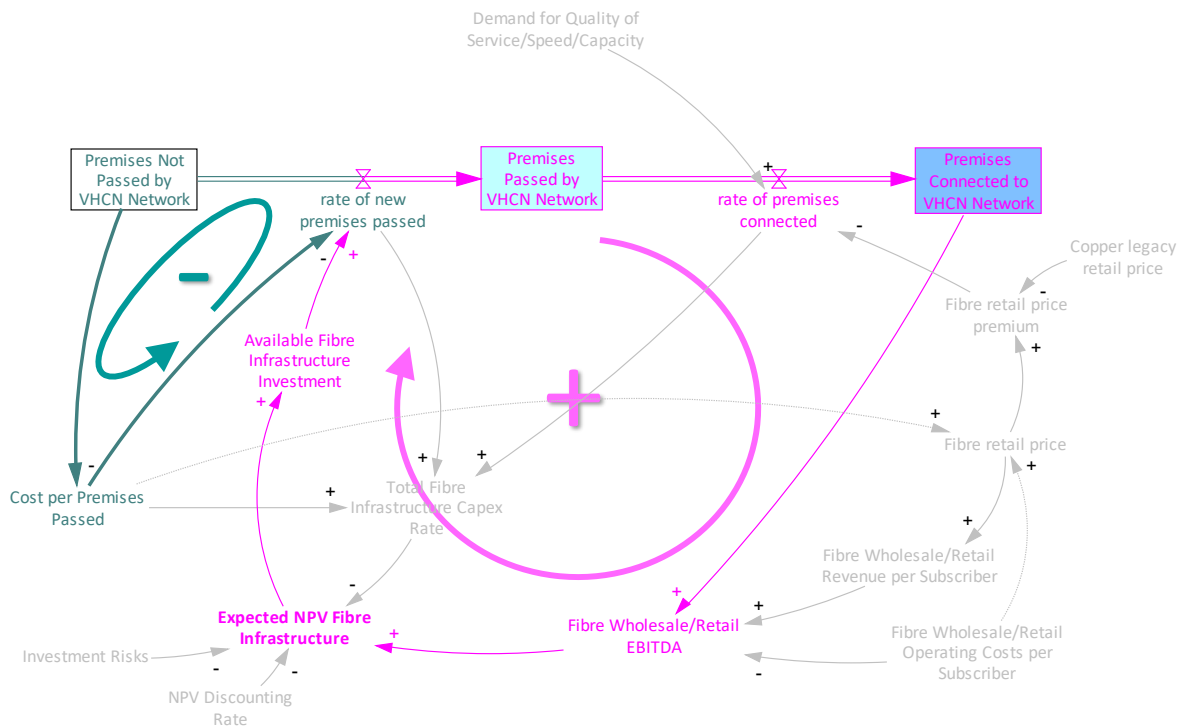 Demand for Quality of
Service/Speed/Capacity
+
Premises Not
Passed by
VHCN Network
Premises
Passed by
VHCN Network
Premises
Connected to
VHCN Network
rate of new
premises passed
rate of premises
connected
-
+
-
-
Copper legacy
retail price
-
Fibre retail price
premium
+
Available Fibre
Infrastructure
Investment
+
+
+
Fibre retail price
+
-
+
+
Cost per Premises
Passed
+
Total Fibre
Infrastructure Capex
Rate
+
Fibre Wholesale/Retail
Revenue per Subscriber
-
+
+
Expected NPV Fibre
Infrastructure
+
Fibre Wholesale/Retail
EBITDA
Fibre Wholesale/Retail
Operating Costs per
Subscriber
-
Investment Risks
-
-
NPV Discounting
Rate